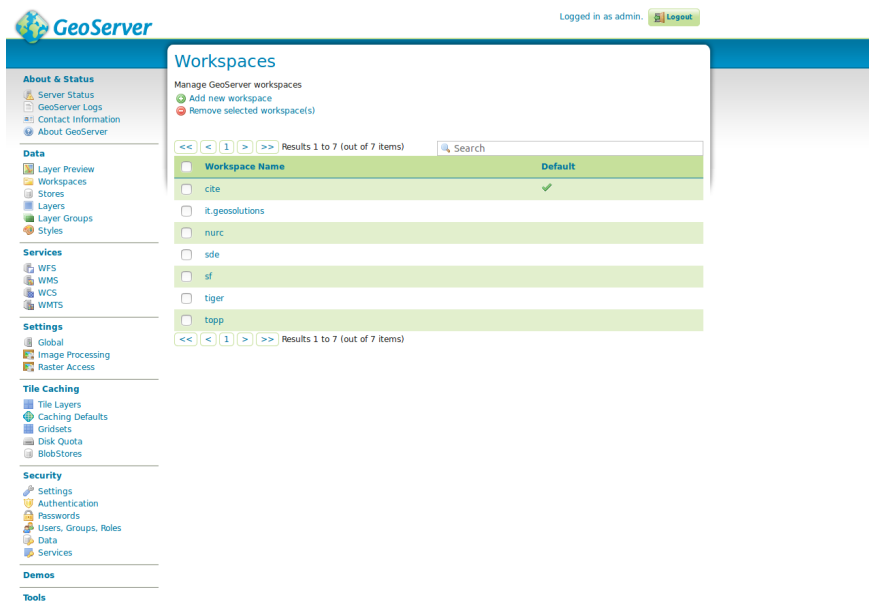 GeoServer
Logged in as admin.
Logout
About & Status
Server Status
GeoServer Logs
Contact Information
About GeoServer
Data
Layer Preview
Workspaces
Stores
Layers
Layer Groups
Styles
Services
WFS
WMS
WCS
WMTS
Settings
Global
Image Processing
Raster Access
Tile Caching
Tile Layers
Caching Defaults
Gridsets
Disk Quota
BlobStores
Security
Settings
Authentication
Passwords
Users, Groups, Roles
Data
Services
Demos
Tools
Workspaces
Manage GeoServer workspaces
Add new workspace
Remove selected workspace(s)
<< < 1 > >> Results 1 to 7 (out of 7 items) Search
Workspace Name Default
cite
it.geosolutions
nurc
sde
sf
tiger
topp
<< < 1 > >> Results 1 to 7 (out of 7 items)